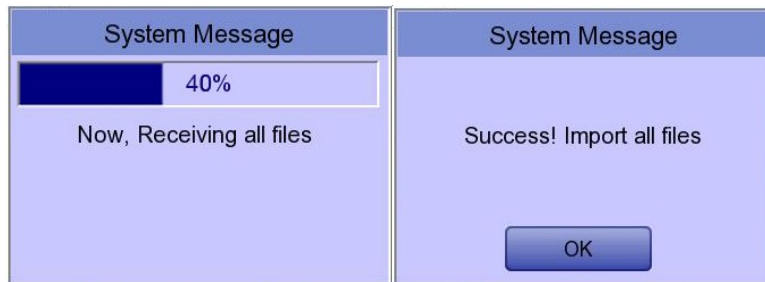 System Message
40%
Now, Receiving all files
System Message
Success! Import all files
OK